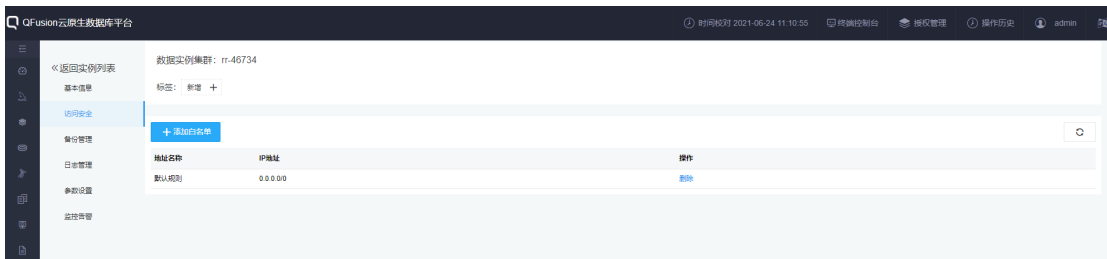 QFusion云原生数据库平台
时间校对 2021-06-24 11:10:55 终端控制台 授权管理 操作历史 admin
«返回实例列表
基本信息
访问安全
备份管理
日志管理
参数设置
监控告警
数据实例集群：rr-46734
标签： 新增 +
+ 添加白名单
地址名称 IP地址 操作
默认规则 0.0.0.0/0 删除